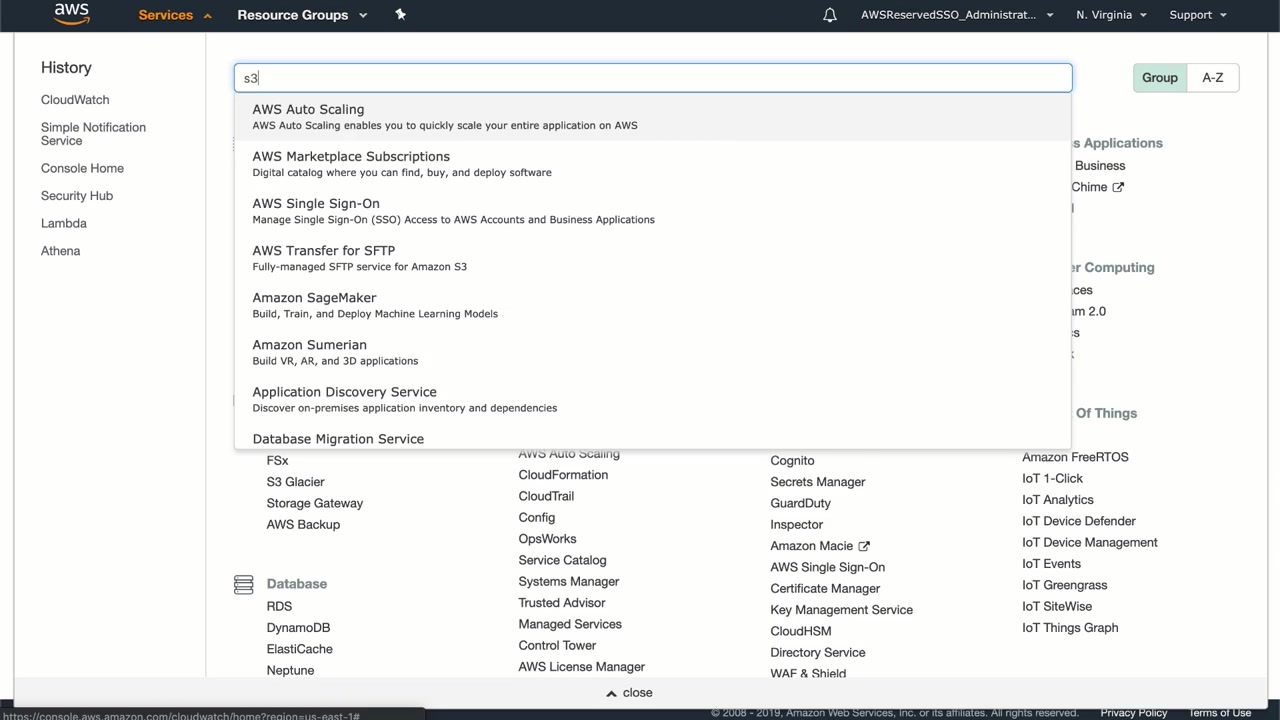 aws
Services
Resource Groups
AWSReservedSSO_Administrat...
N. Virginia
Support
History
CloudWatch
Simple Notification
Service
Console Home
Security Hub
Lambda
Athena
s3
Group
A-Z
AWS Auto Scaling
AWS Auto Scaling enables you to quickly scale your entire application on AWS
AWS Marketplace Subscriptions
Digital catalog where you can find, buy, and deploy software
AWS Single Sign-On
Manage Single Sign-On (SSO) Access to AWS Accounts and Business Applications
AWS Transfer for SFTP
Fully-managed SFTP service for Amazon S3
Amazon SageMaker
Build, Train, and Deploy Machine Learning Models
Amazon Sumerian
Build VR, AR, and 3D applications
Application Discovery Service
Discover on-premises application inventory and dependencies
Database Migration Service
FSx
S3 Glacier
Storage Gateway
AWS Backup
Database
RDS
DynamoDB
ElastiCache
Neptune
AWS Auto Scaling
CloudFormation
CloudTrail
Config
OpsWorks
Service Catalog
Systems Manager
Trusted Advisor
Managed Services
Control Tower
AWS License Manager
Cognito
Secrets Manager
GuardDuty
Inspector
Amazon Macie
AWS Single Sign-On
Certificate Manager
Key Management Service
CloudHSM
Directory Service
WAF & Shield
s Applications
Business
Chime
er Computing
ces
am 2.0
s
Of Things
Amazon FreeRTOS
IoT 1-Click
IoT Analytics
IoT Device Defender
IoT Device Management
IoT Events
IoT Greengrass
IoT SiteWise
IoT Things Graph
close
https://console.aws.amazon.com/cloudwatch/home?region=us-east-1#
© 2008 - 2019, Amazon Web Services, Inc. or its affiliates. All rights reserved.
Privacy Policy
Terms of Use